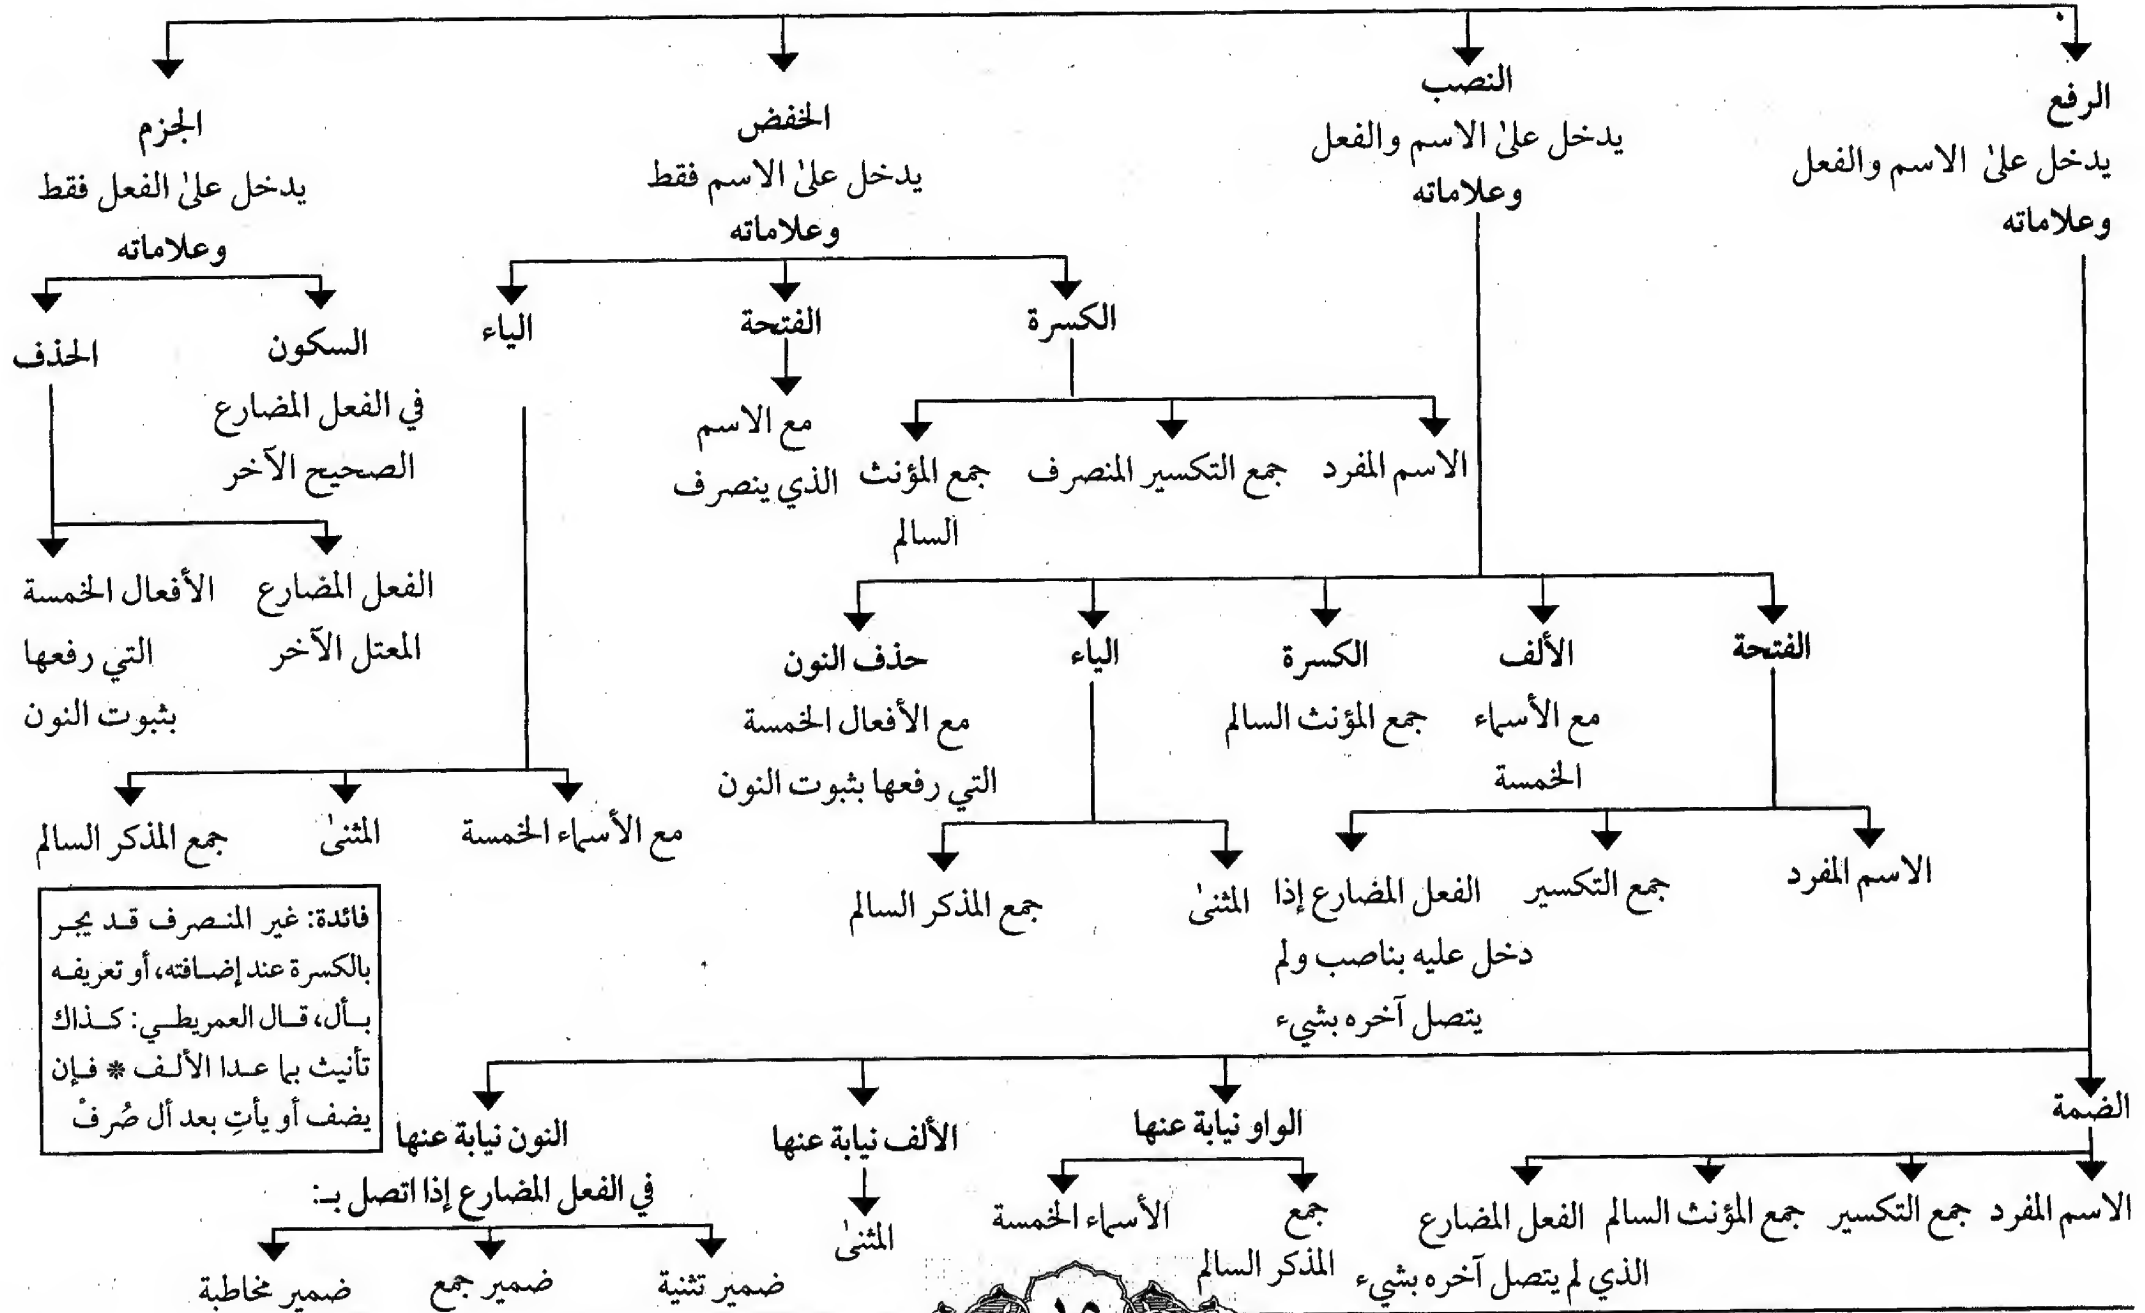 الرفع
يدخل علىٰ الاسم والفعل
وعلاماته
النصب
يدخل علىٰ الاسم والفعل
وعلاماته
الخفض
يدخل علىٰ الاسم فقط
وعلاماته
الجزم
يدخل علىٰ الفعل فقط
وعلاماته
السكون
في الفعل المضارع
الصحيح الآخر
الحذف
الفعل المضارع
المعتل الآخر
الأفعال الخمسة
التي رفعها
بثبوت النون
الكسرة
الاسم المفرد
جمع التكسير المنصرف
جمع المؤنث
السالم
الفتحة
مع الاسم
الذي ينصرف
الياء
مع الأسماء الخمسة
المثنىٰ
جمع المذكر السالم
الفتحة
الاسم المفرد
جمع التكسير
الفعل المضارع إذا
دخل عليه بناصب ولم
يتصل آخره بشيء
الألف
مع الأسماء
الخمسة
الكسرة
جمع المؤنث السالم
الياء
المثنىٰ
جمع المذكر السالم
حذف النون
مع الأفعال الخمسة
التي رفعها بثبوت النون
فائدة: غير المنصرف قد يجر
بالكسرة عند إضافته، أو تعريفه
بأل، قال العمريطي: كذاك
تأنيث بما عدا الألف * فإن
يضف أو يأتِ بعد أل صُرفْ
الضمة
الاسم المفرد
جمع التكسير
جمع المؤنث السالم
الفعل المضارع
الذي لم يتصل آخره بشيء
الواو نيابة عنها
جمع
المذكر السالم
الأسماء الخمسة
الألف نيابة عنها
المثنىٰ
النون نيابة عنها
في الفعل المضارع إذا اتصل بـ:
ضمير تثنية
ضمير جمع
ضمير مخاطبة